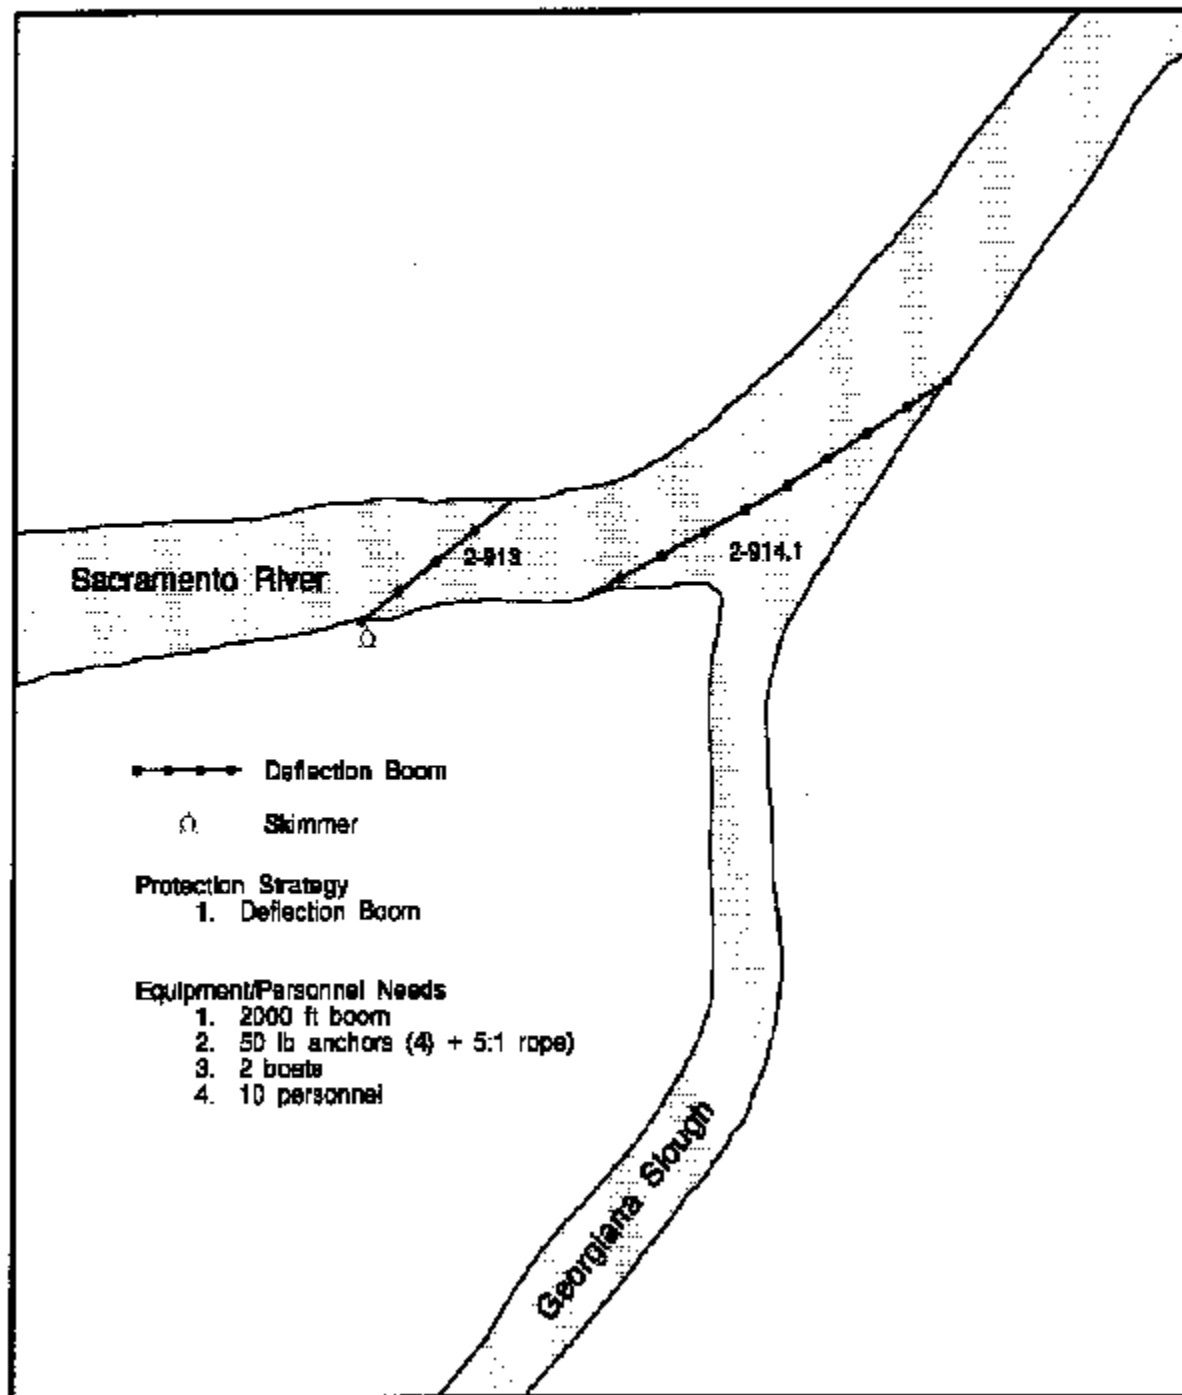 2-913
2-914.1
Sacramento River
Deflection Boom
Skimmer
Protection Strategy
1. Deflection Boom
Equipment/Personnel Needs
1. 2000 ft boom
2. 50 lb anchors (4) + 5:1 rope)
3. 2 boats
4. 10 personnel
Georgiana Slough